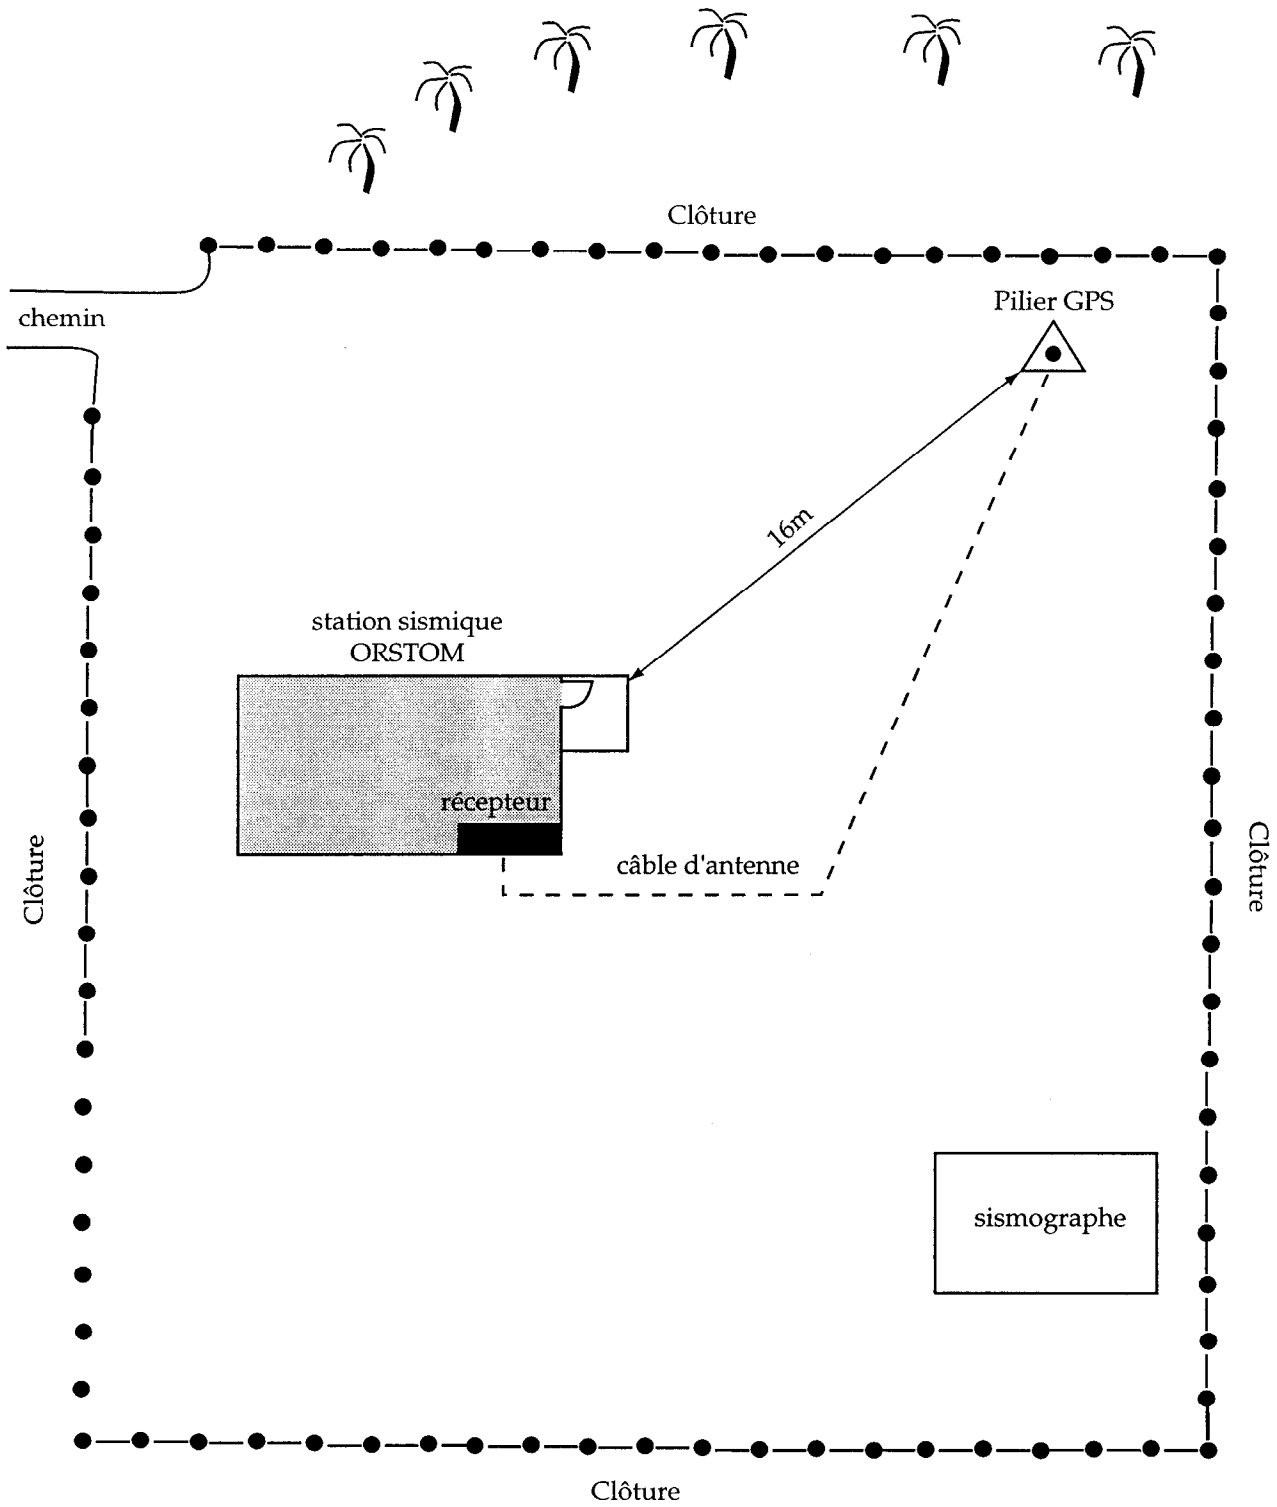 Clôture
Pilier GPS
chemin
16m
station sismique
ORSTOM
récepteur
câble d'antenne
Clôture
Clôture
sismographe
Clôture